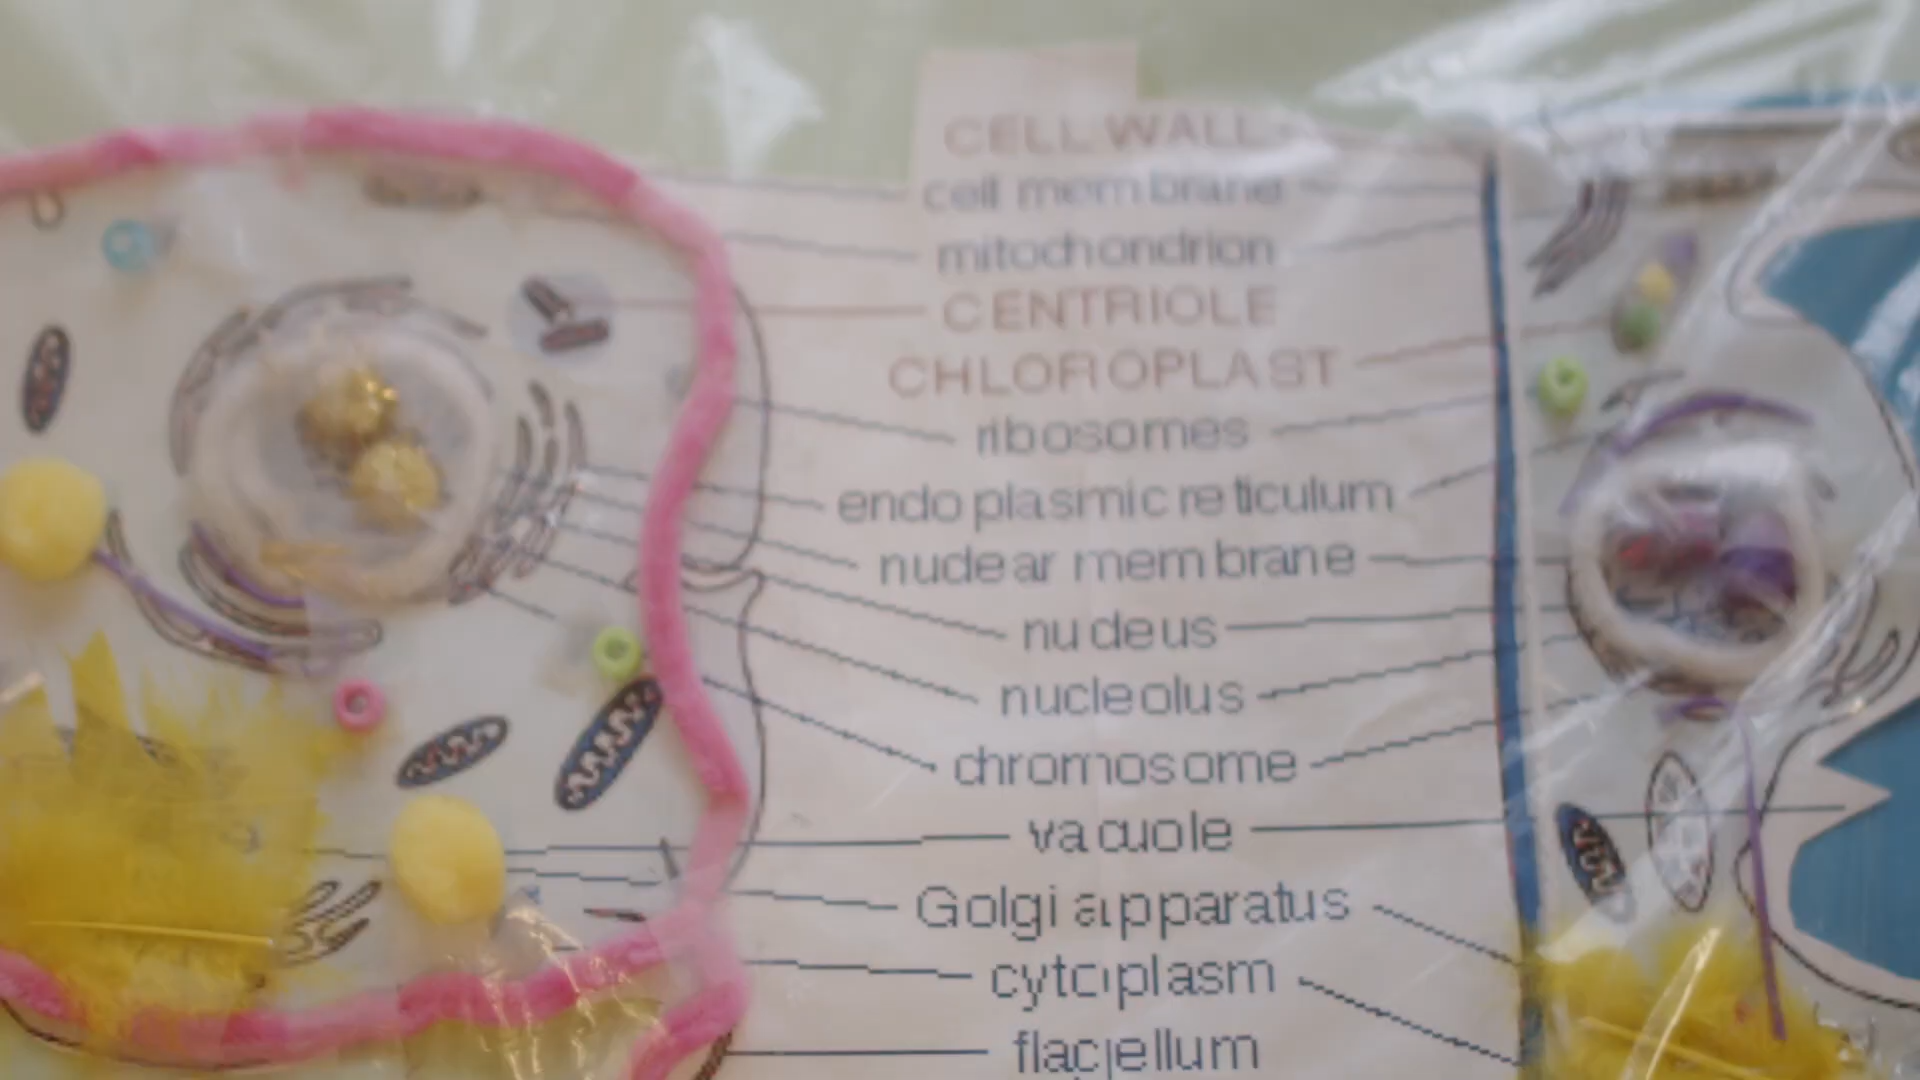 CELL WALL
cell membrane
mitochondrion
CENTRIOLE
CHLOROPLAST
ribosomes
endoplasmic reticulum
nuclear membrane
nucleus
nucleolus
chromosome
vacuole
Golgi apparatus
cytoplasm
flagellum